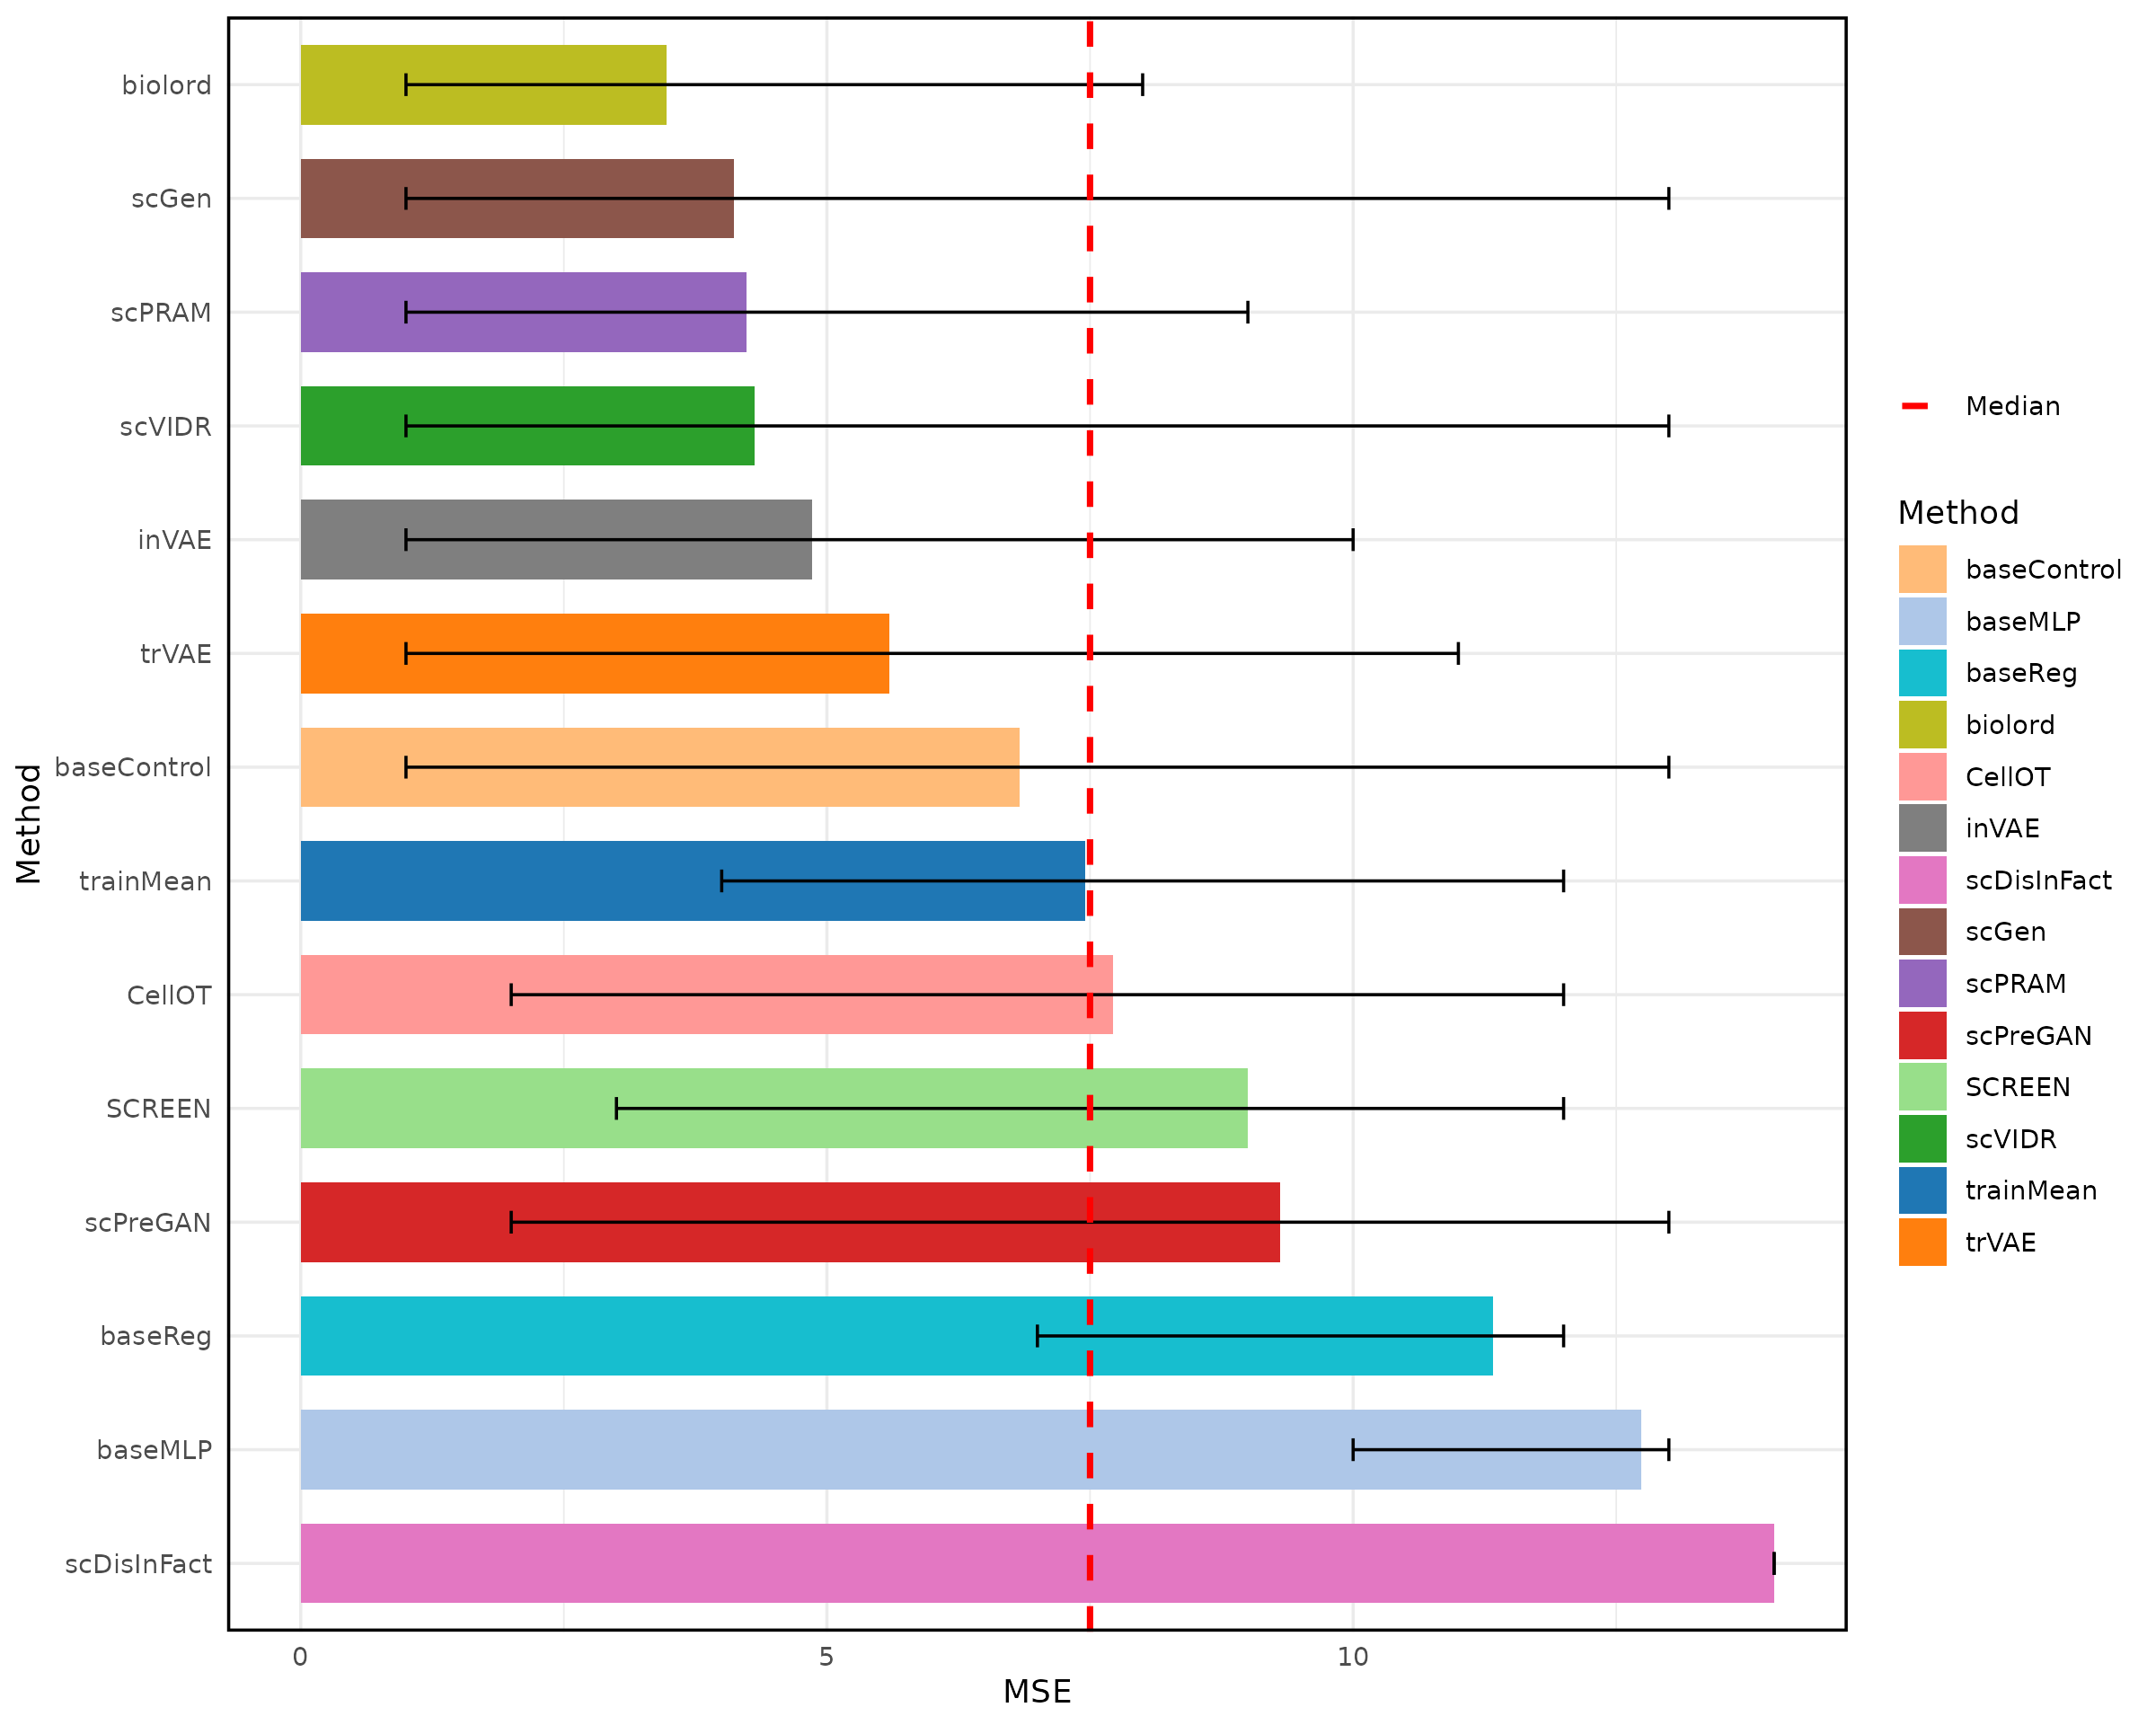 biolord
scGen
scPRAM
scVIDR
inVAE
trVAE
baseControl
trainMean
CellOT
SCREEN
scPreGAN
baseReg
baseMLP
scDisInFact
Method
0 5 10
MSE
Median
Method
baseControl
baseMLP
baseReg
biolord
CellOT
inVAE
scDisInFact
scGen
scPRAM
scPreGAN
SCREEN
scVIDR
trainMean
trVAE